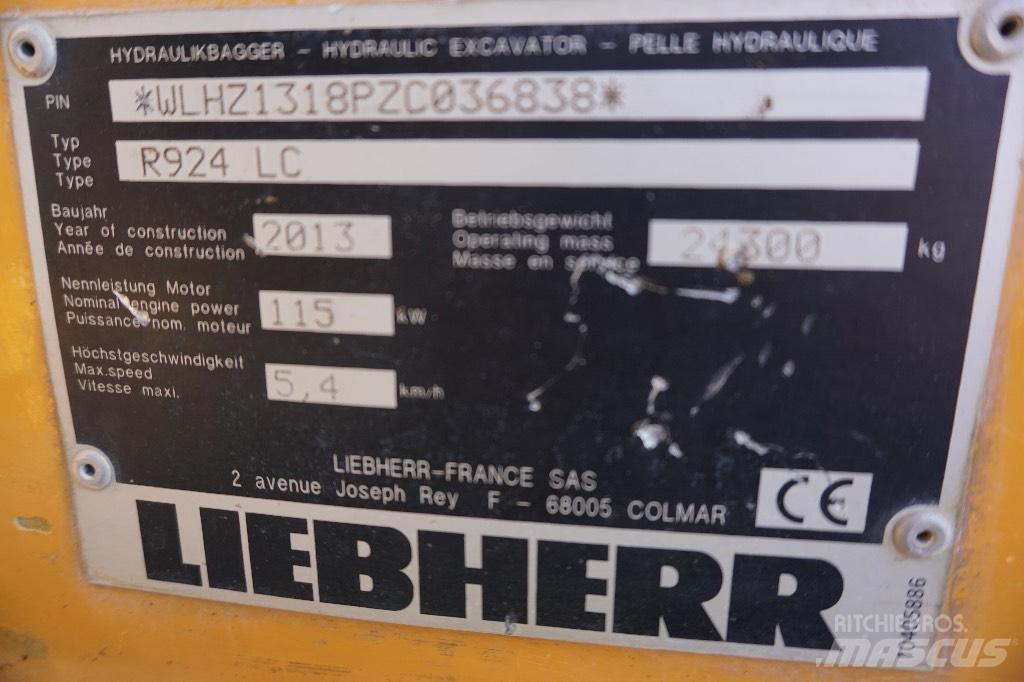 HYDRAULIKBAGGER - HYDRAULIC EXCAVATOR - PELLE HYDRAULIQUE
PIN *WLHZ1318PZC036838*
Typ
Type R924 LC
Type
Baujahr
Year of construction 2013
Année de construction
Betriebsgewicht
Operating mass 24300 kg
Masse en service
Nennleistung Motor
Nominal engine power 115 kW
Puissance nom. moteur
Höchstgeschwindigkeit
Max.speed 5,4 km/h
Vitesse maxi.
LIEBHERR-FRANCE SAS
2 avenue Joseph Rey F - 68005 COLMAR
CE
LIEBHERR
10405886
RITCHIE BROS.
MASCUS